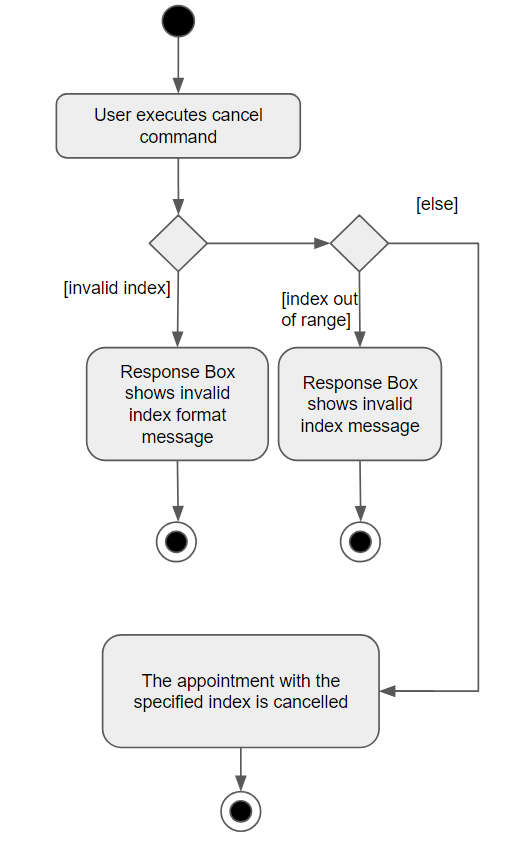 User executes cancel
command
[else]
[invalid index]
[index out
of range]
Response Box
shows invalid
index format
message
Response Box
shows invalid
index message
The appointment with the
specified index is cancelled